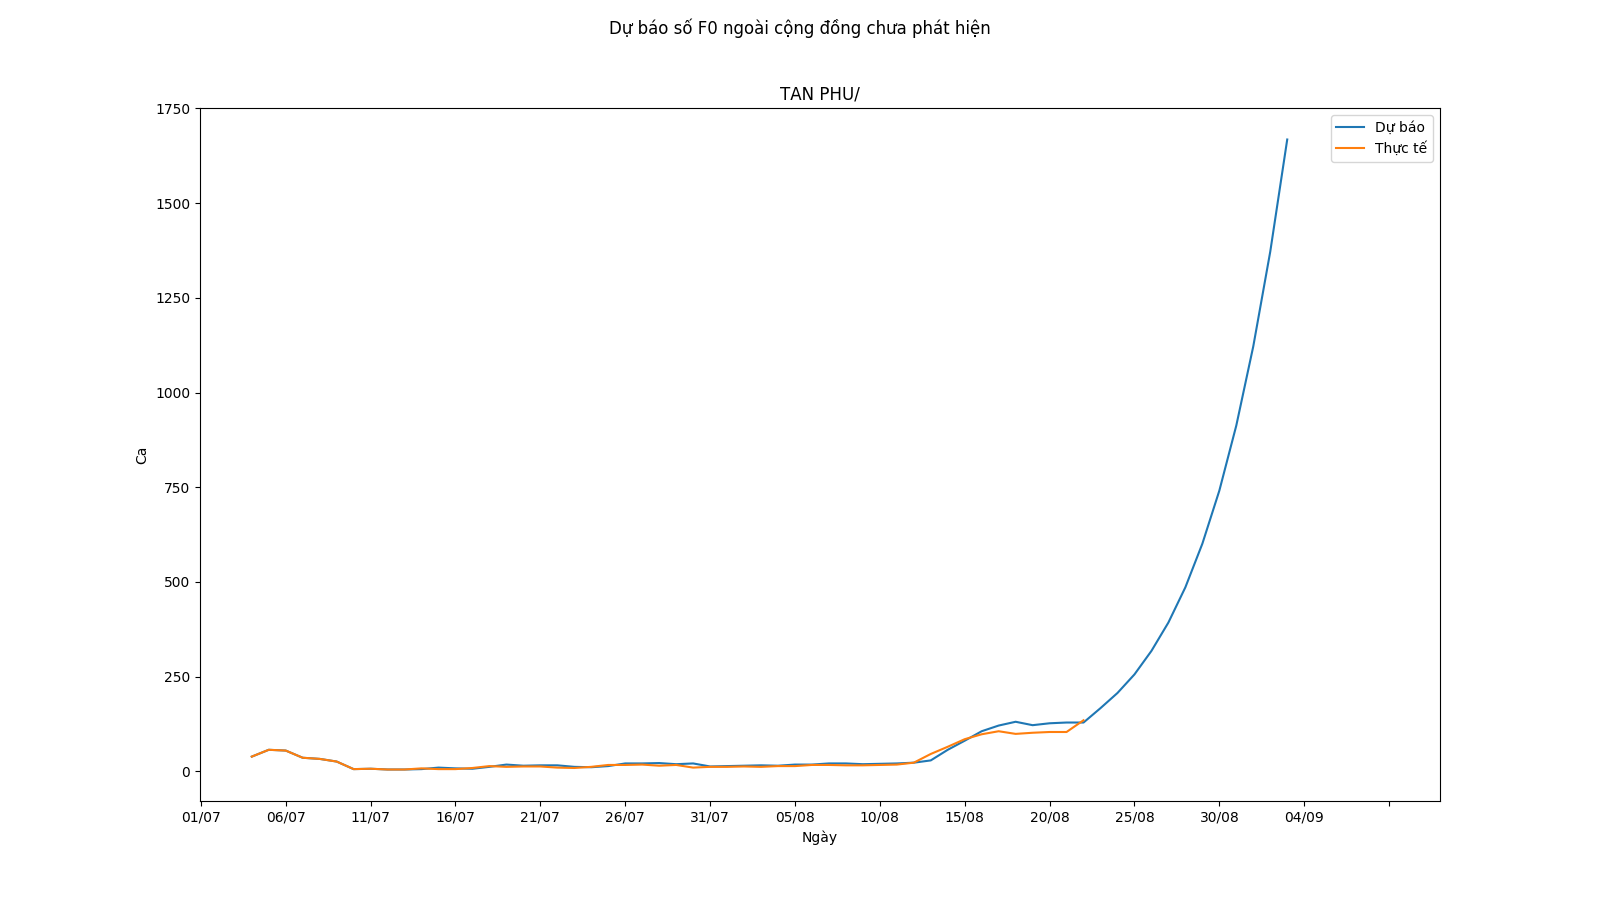 Dự báo số F0 ngoài cộng đồng chưa phát hiện
TAN PHU/
1750
1500
1250
1000
750
500
250
0
Ca
Dự báo
Thực tế
01/07 06/07 11/07 16/07 21/07 26/07 31/07 05/08 10/08 15/08 20/08 25/08 30/08 04/09
Ngày